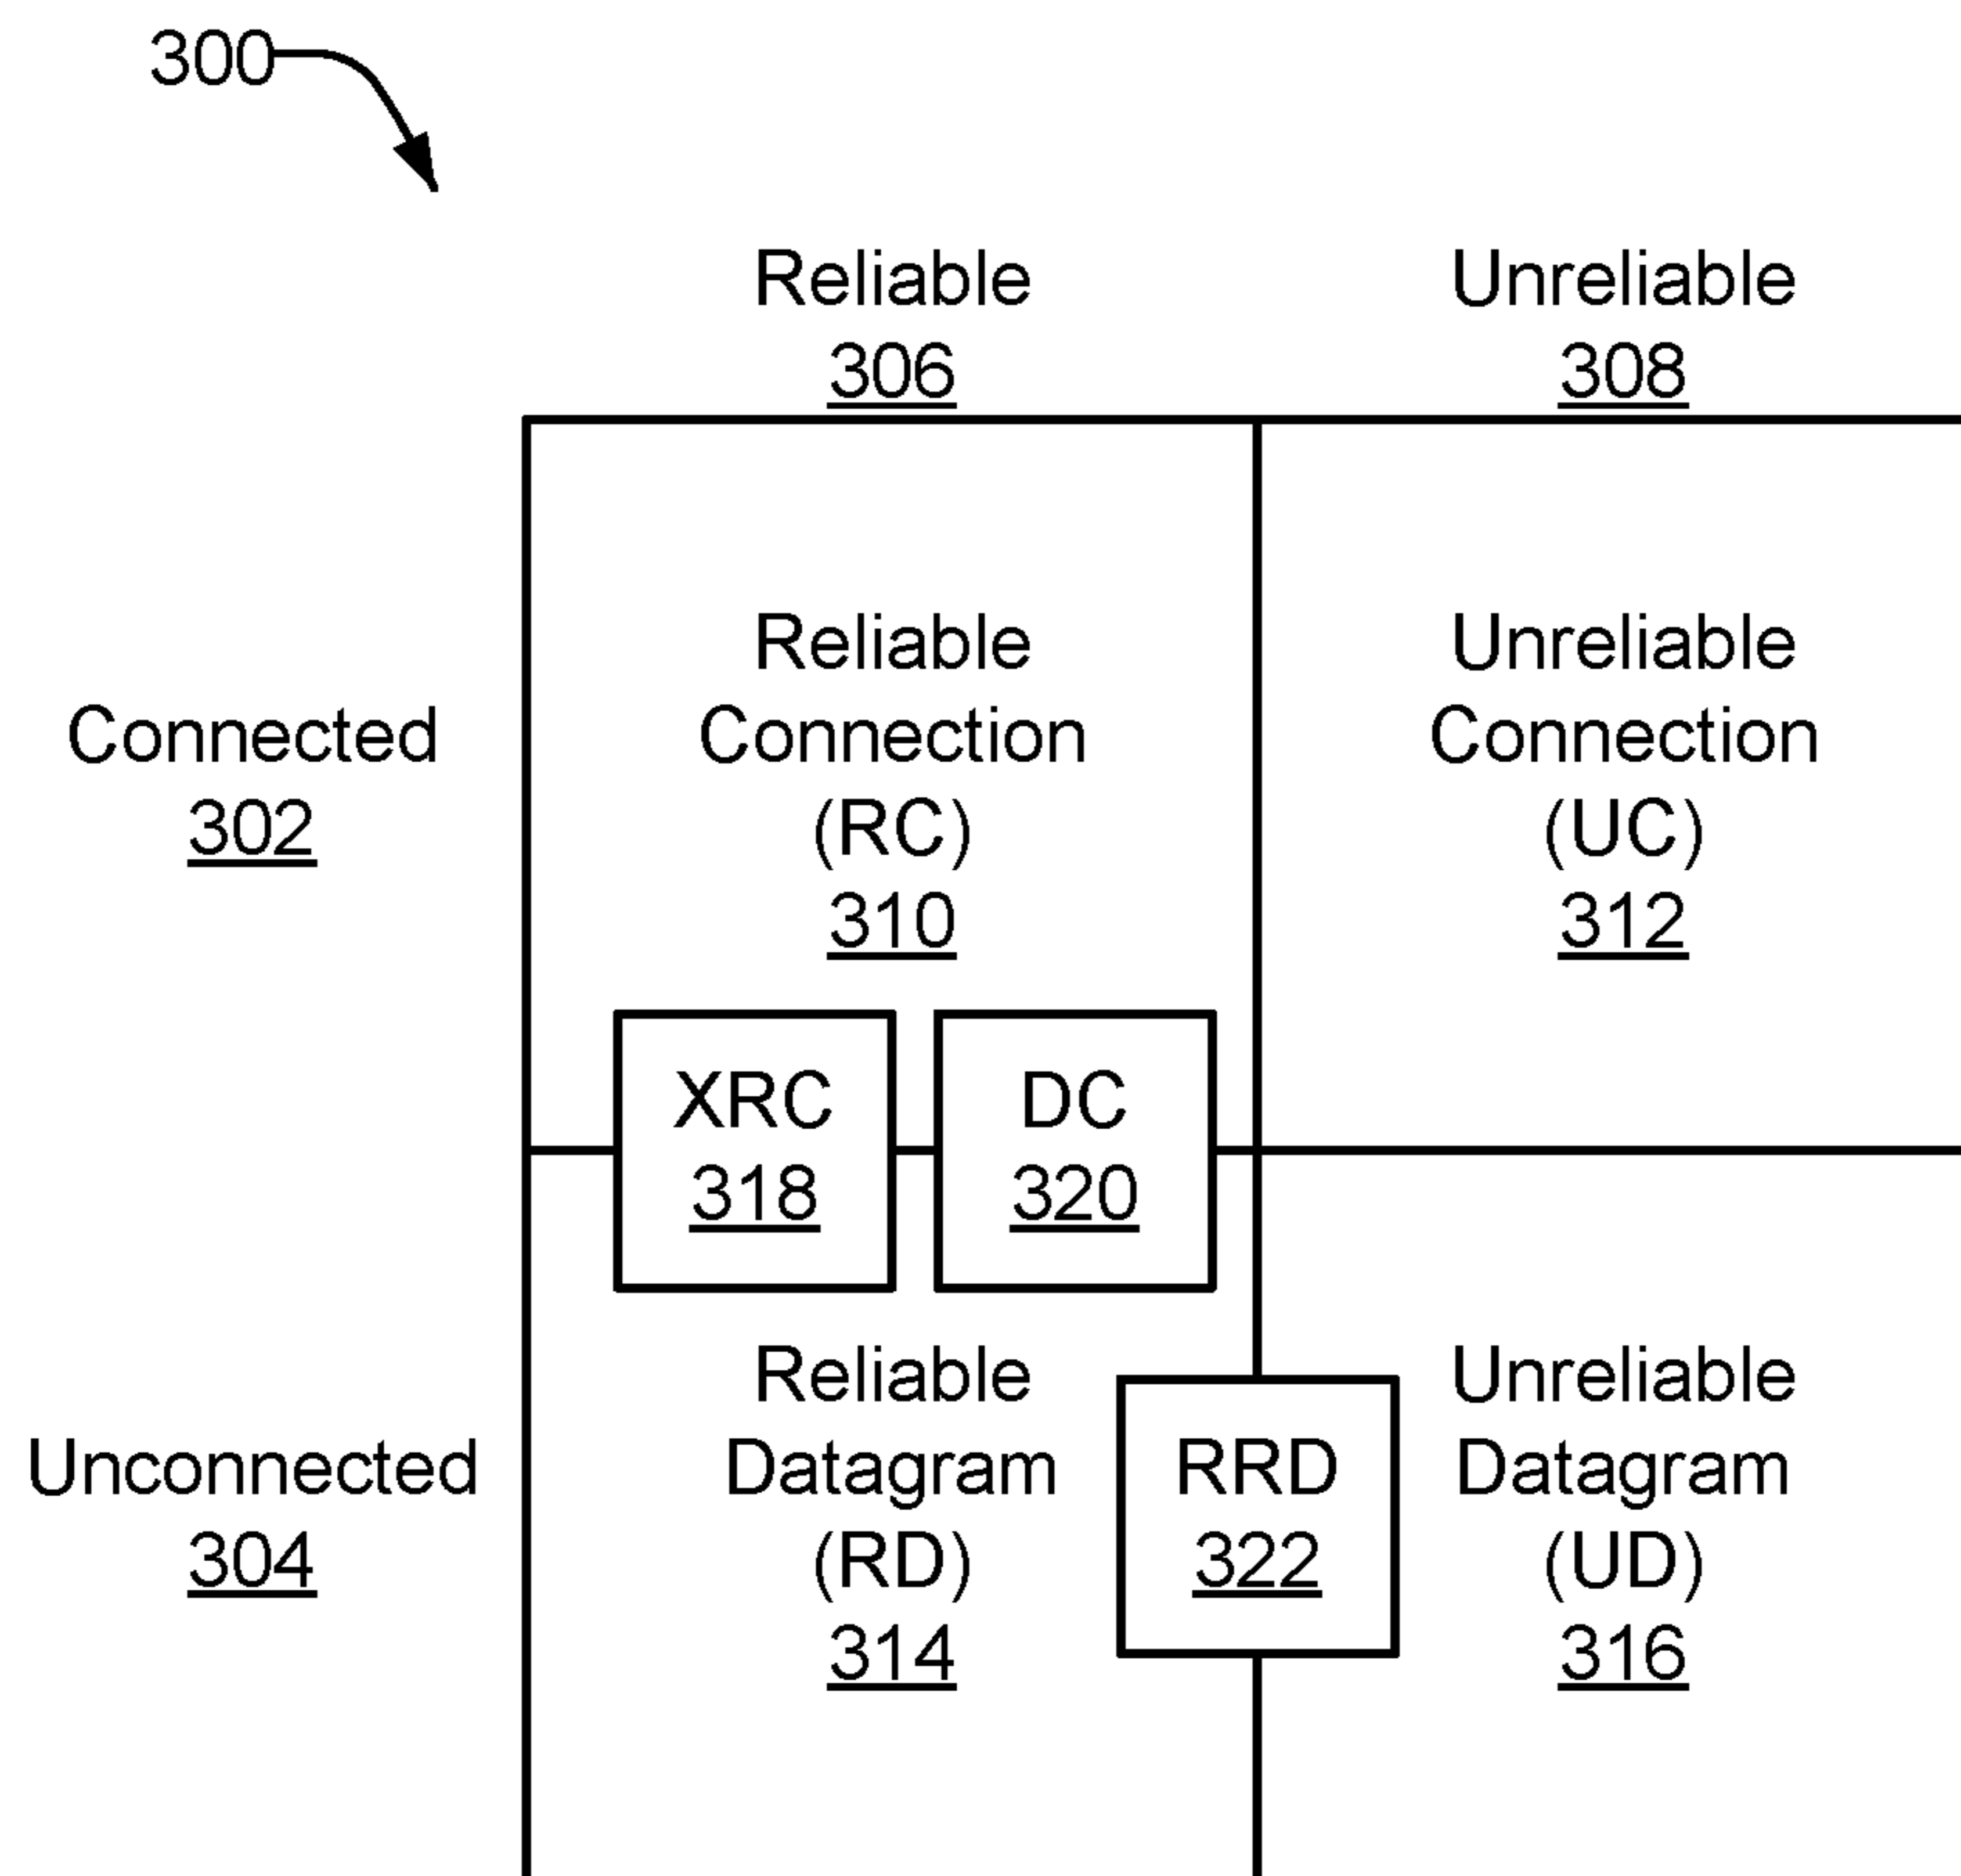 300
Reliable
306
Unreliable
308
Connected
302
Reliable
Connection
(RC)
310
Unreliable
Connection
(UC)
312
XRC
318
DC
320
Unconnected
304
Reliable
Datagram
(RD)
314
RRD
322
Unreliable
Datagram
(UD)
316